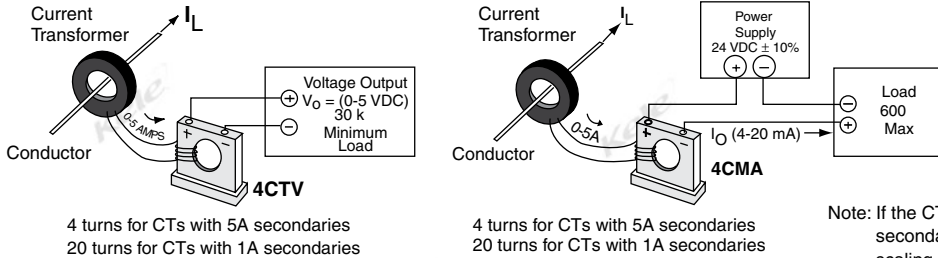 Current
Transformer
I L
0-5 AMPS
Conductor
+
−
4CTV
+
−
Voltage Output
VO = (0-5 VDC)
30 k
Minimum
Load
4 turns for CTs with 5A secondaries
20 turns for CTs with 1A secondaries
Current
Transformer
I L
0-5A
Conductor
+
−
4CMA
Power
Supply
24 VDC ± 10%
+ −
IO (4-20 mA)
−
+
Load
600
Max
4 turns for CTs with 5A secondaries
20 turns for CTs with 1A secondaries
Note: If the CT
seconda